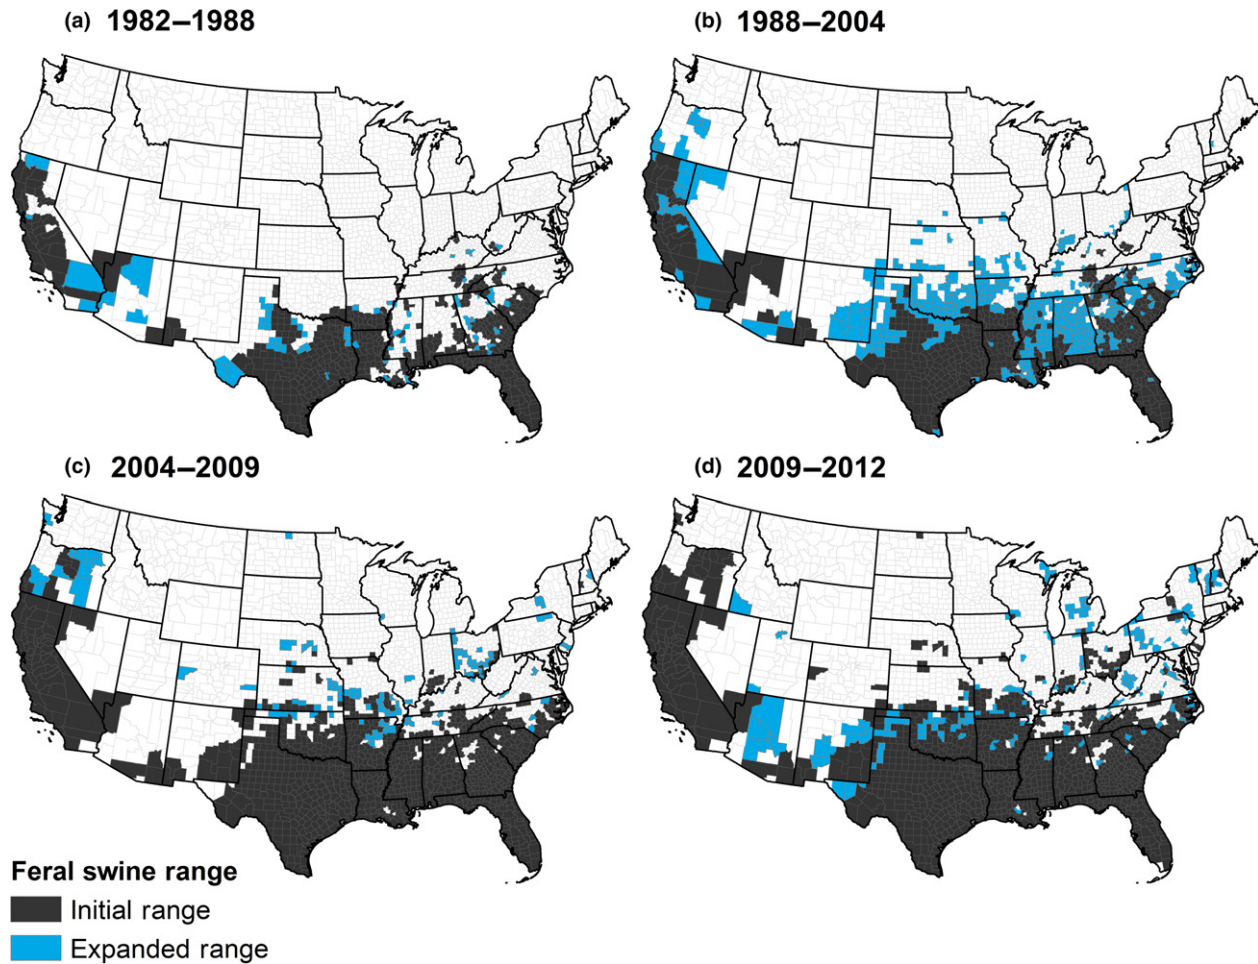 (a) 1982–1988
(b) 1988–2004
(c) 2004–2009
(d) 2009–2012
Feral swine range
Initial range
Expanded range